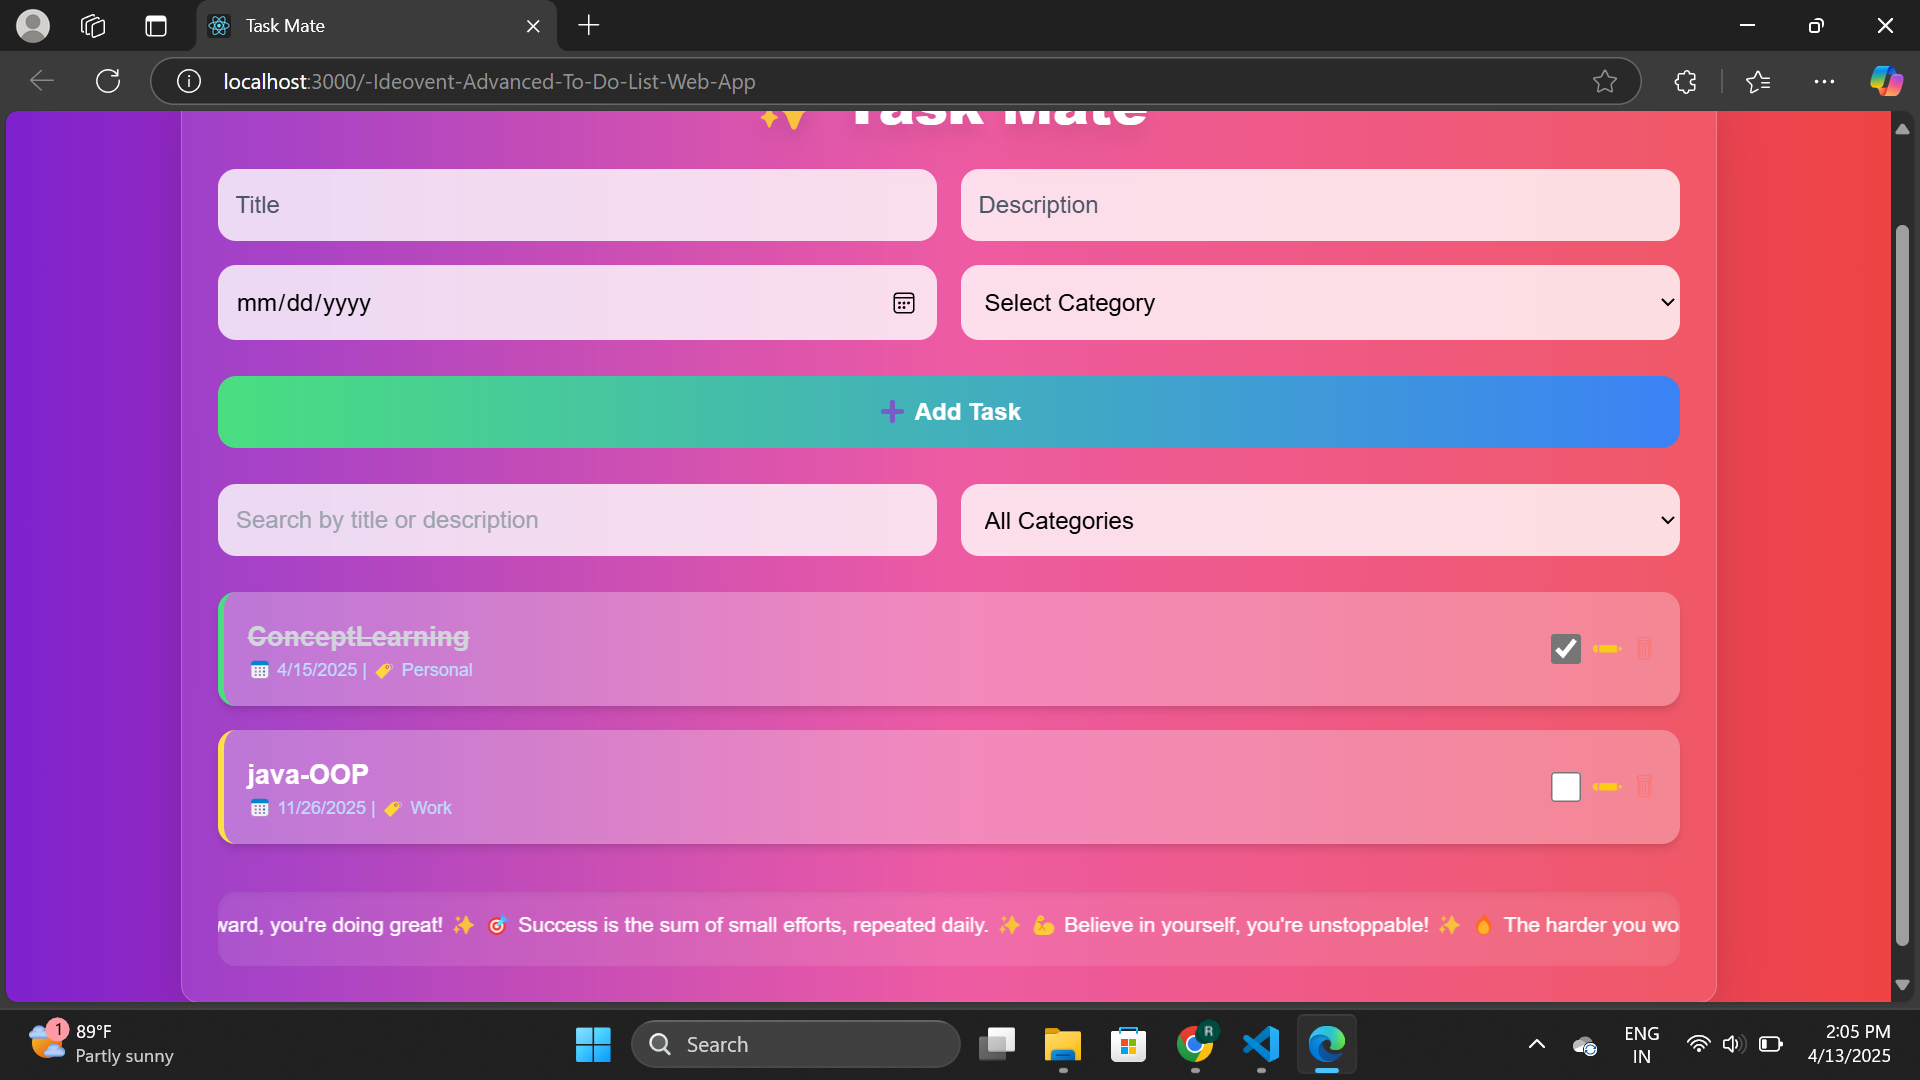 Task Mate
localhost:3000/-Ideovent-Advanced-To-Do-List-Web-App
Task Mate
Title
Description
mm/dd/yyyy
Select Category
Add Task
Search by title or description
All Categories
ConceptLearning
4/15/2025 | Personal
java-OOP
11/26/2025 | Work
ward, you're doing great! ✨ 🎯 Success is the sum of small efforts, repeated daily. ✨ 💪 Believe in yourself, you're unstoppable! ✨ 🔥 The harder you wo
1
89°F
Partly sunny
Search
R
ENG
IN
2:05 PM
4/13/2025